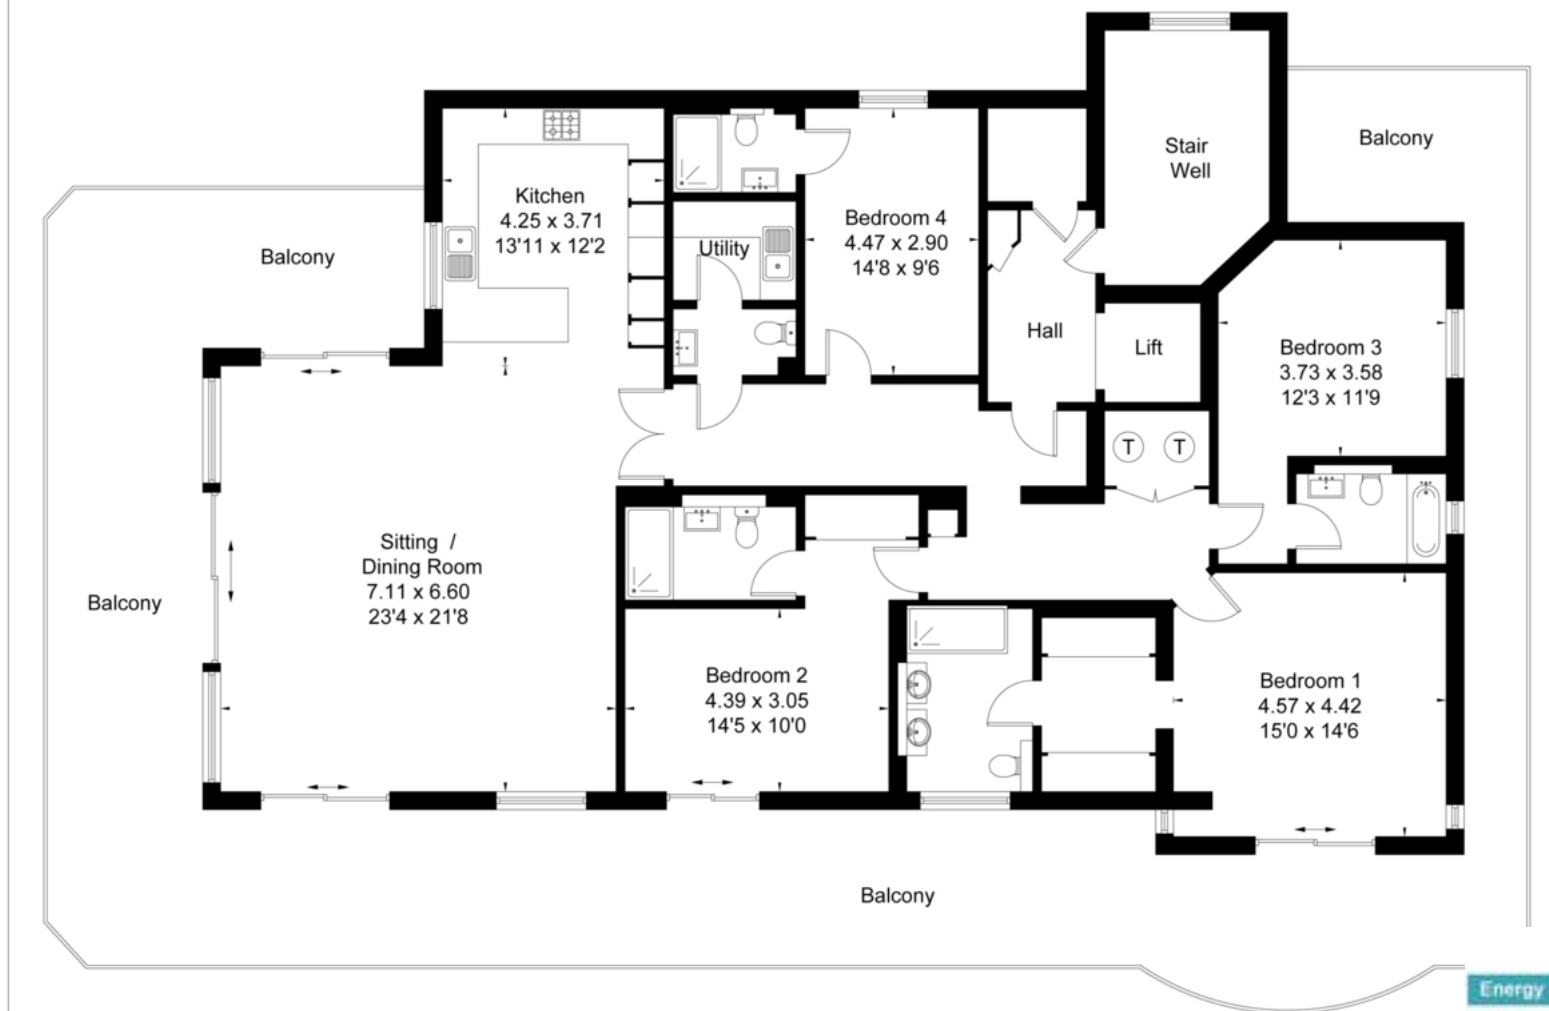 Stair
Well
Balcony
Kitchen
4.25 x 3.71
13'11 x 12'2
Bedroom 4
4.47 x 2.90
14'8 x 9'6
Utility
Balcony
Hall
Lift
Bedroom 3
3.73 x 3.58
12'3 x 11'9
T
T
Sitting /
Dining Room
7.11 x 6.60
23'4 x 21'8
Balcony
Bedroom 2
4.39 x 3.05
14'5 x 10'0
Bedroom 1
4.57 x 4.42
15'0 x 14'6
Balcony
Energy